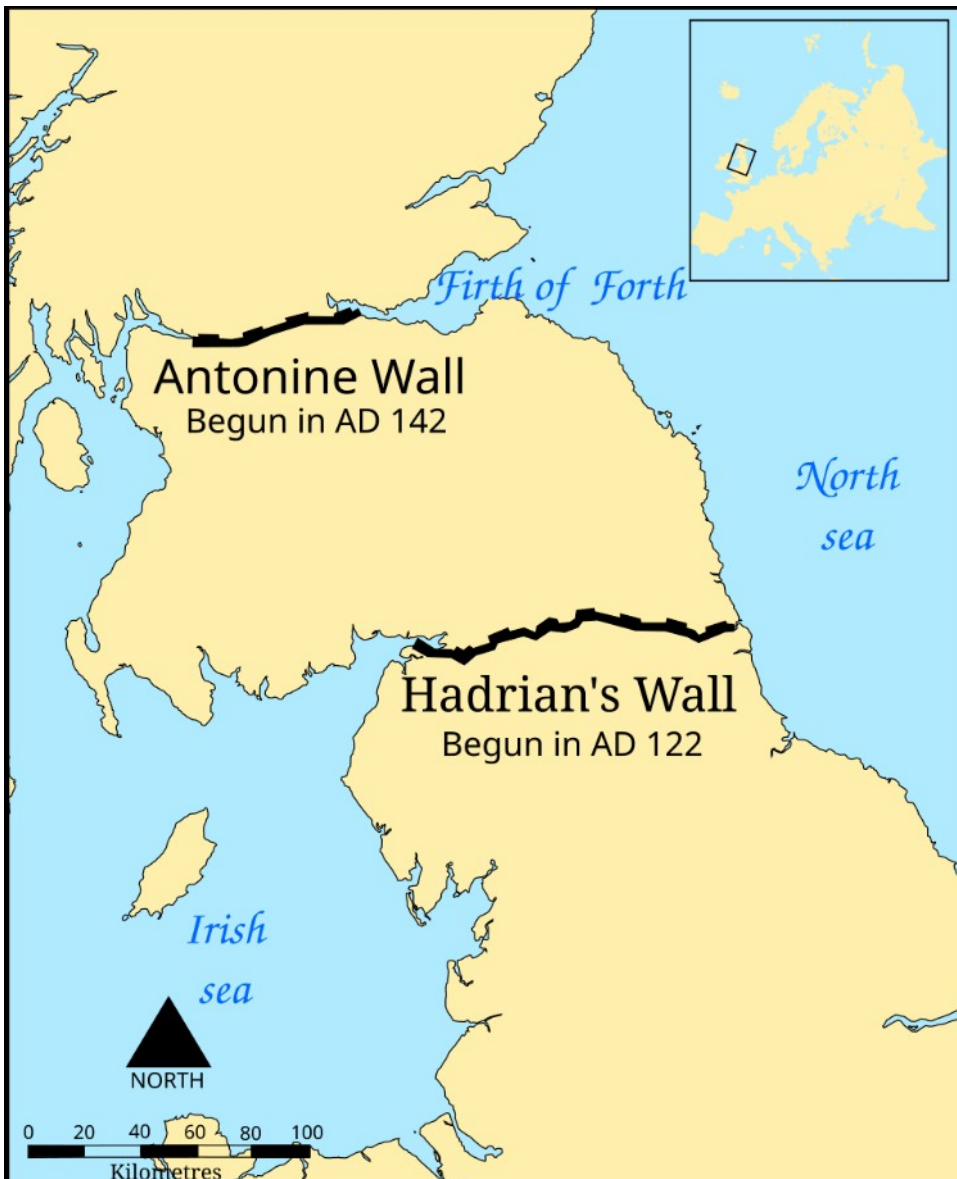 Firth of Forth
Antonine Wall
Begun in AD 142
North
sea
Hadrian's Wall
Begun in AD 122
Irish
sea
NORTH
0 20 40 60 80 100
Kilometres